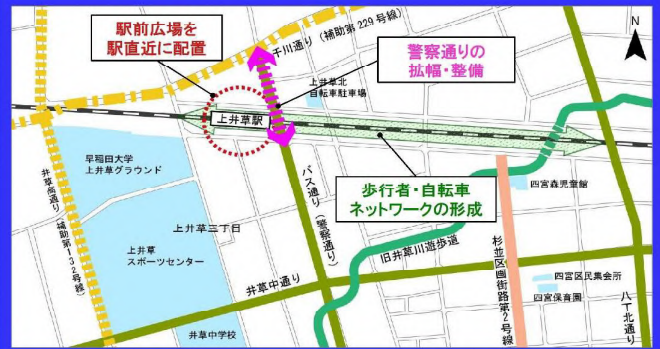 駅前広場を
駅直近に配置
千川通り(補助第229号線)
警察通りの
拡幅・整備
N
上井草北
自転車駐車場
上井草駅
早稲田大学
上井草グラウンド
歩行者・自転車
ネットワークの形成
四宮森児童館
井草高通り(補助第132号線)
上井草三丁目
バス通り(警察通り)
上井草
スポーツセンター
旧井草川遊歩道
杉並区画街路第2号線
井草中通り
四宮区民集会所
四宮保育園
八丁北通り
井草中学校